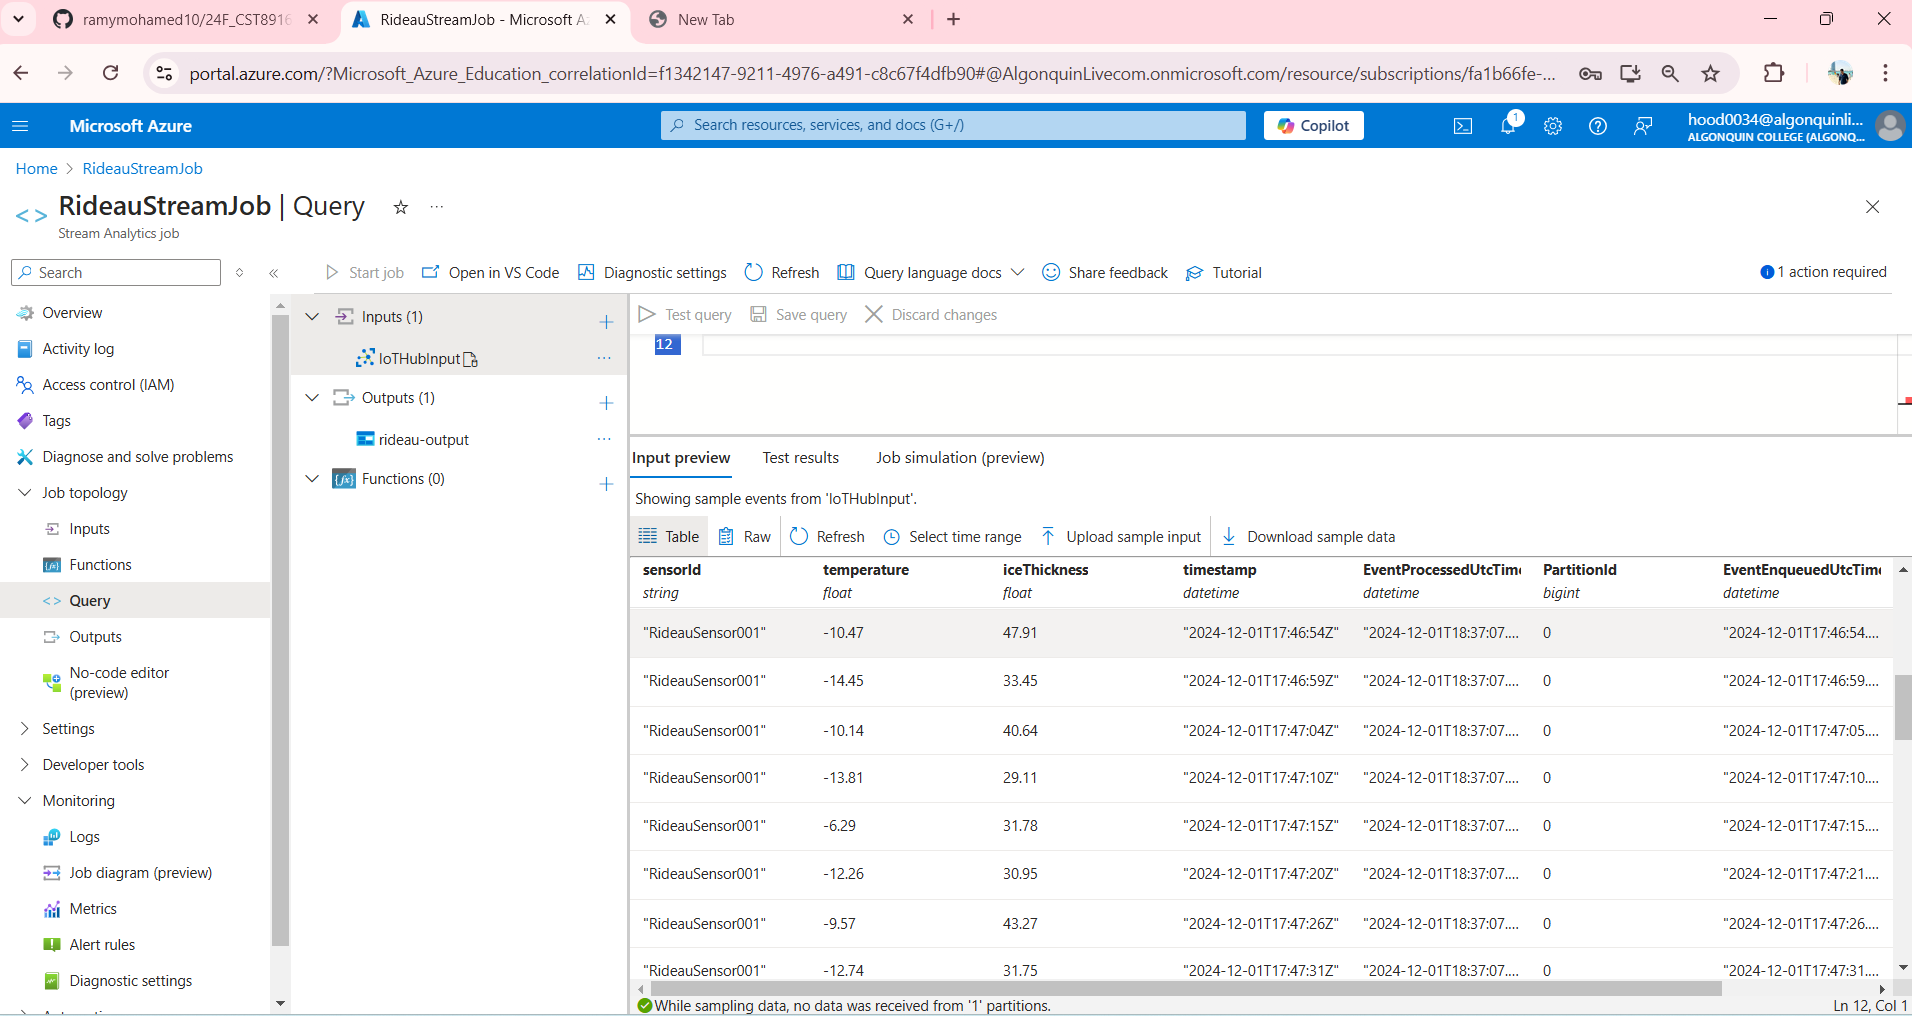 ramymohamed10/24F_CST8916
RideauStreamJob - Microsoft A
New Tab
portal.azure.com/?Microsoft_Azure_Education_correlationId=f1342147-9211-4976-a491-c8c67f4dfb90#@AlgonquinLivecom.onmicrosoft.com/resource/subscriptions/fa1b66fe-...
Microsoft Azure
Search resources, services, and docs (G+/)
Copilot
1
hood0034@algonquinli...
ALGONQUIN COLLEGE (ALGONQ...
Home > RideauStreamJob
RideauStreamJob | Query
Stream Analytics job
Search
Start job
Open in VS Code
Diagnostic settings
Refresh
Query language docs
Share feedback
Tutorial
1 action required
Overview
Activity log
Access control (IAM)
Tags
Diagnose and solve problems
Job topology
Inputs
Functions
Query
Outputs
No-code editor
(preview)
Settings
Developer tools
Monitoring
Logs
Job diagram (preview)
Metrics
Alert rules
Diagnostic settings
Inputs (1)
IoTHubInput
Outputs (1)
rideau-output
Functions (0)
Test query
Save query
Discard changes
12
Input preview
Test results
Job simulation (preview)
Showing sample events from 'IoTHubInput'.
Table
Raw
Refresh
Select time range
Upload sample input
Download sample data
sensorId temperature iceThickness timestamp EventProcessedUtcTime PartitionId EventEnqueuedUtcTime
string float float datetime datetime bigint datetime
"RideauSensor001" -10.47 47.91 "2024-12-01T17:46:54Z" "2024-12-01T18:37:07.... 0 "2024-12-01T17:46:54....
"RideauSensor001" -14.45 33.45 "2024-12-01T17:46:59Z" "2024-12-01T18:37:07.... 0 "2024-12-01T17:46:59....
"RideauSensor001" -10.14 40.64 "2024-12-01T17:47:04Z" "2024-12-01T18:37:07.... 0 "2024-12-01T17:47:05....
"RideauSensor001" -13.81 29.11 "2024-12-01T17:47:10Z" "2024-12-01T18:37:07.... 0 "2024-12-01T17:47:10....
"RideauSensor001" -6.29 31.78 "2024-12-01T17:47:15Z" "2024-12-01T18:37:07.... 0 "2024-12-01T17:47:15....
"RideauSensor001" -12.26 30.95 "2024-12-01T17:47:20Z" "2024-12-01T18:37:07.... 0 "2024-12-01T17:47:21....
"RideauSensor001" -9.57 43.27 "2024-12-01T17:47:26Z" "2024-12-01T18:37:07.... 0 "2024-12-01T17:47:26....
"RideauSensor001" -12.74 31.75 "2024-12-01T17:47:31Z" "2024-12-01T18:37:07.... 0 "2024-12-01T17:47:31....
While sampling data, no data was received from '1' partitions.
Ln 12, Col 1